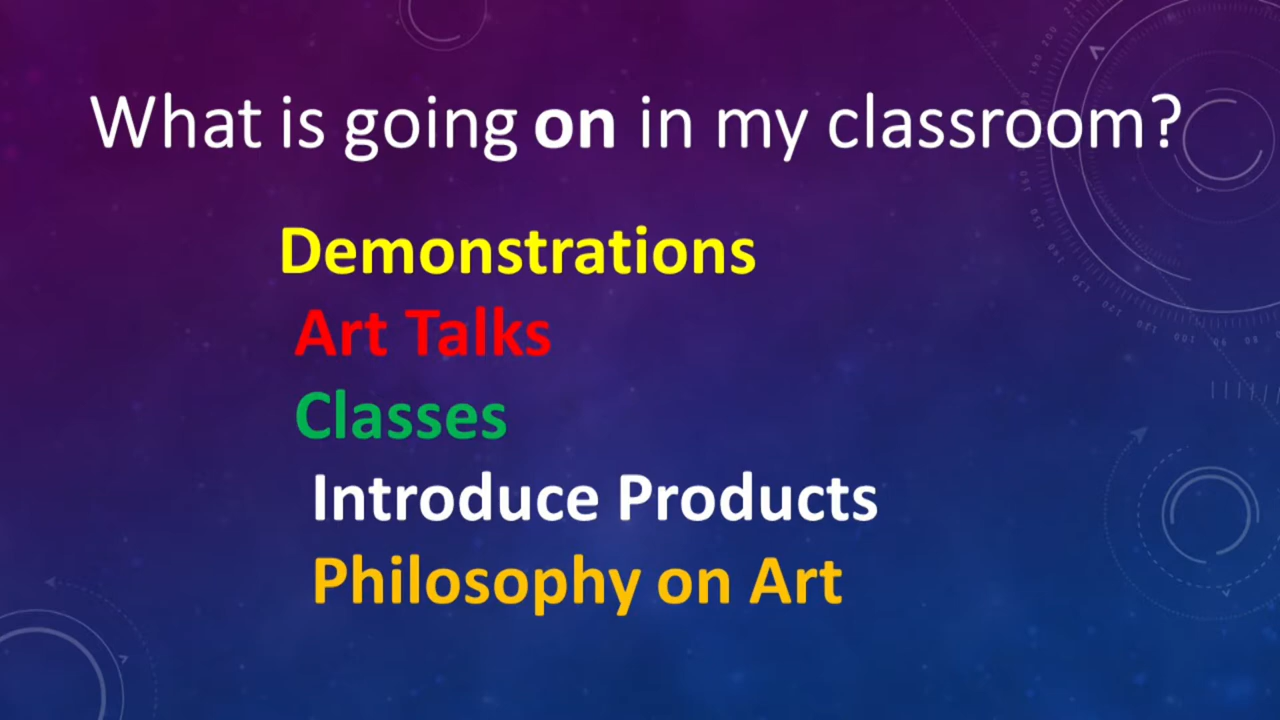 What is going on in my classroom?
Demonstrations
Art Talks
Classes
Introduce Products
Philosophy on Art